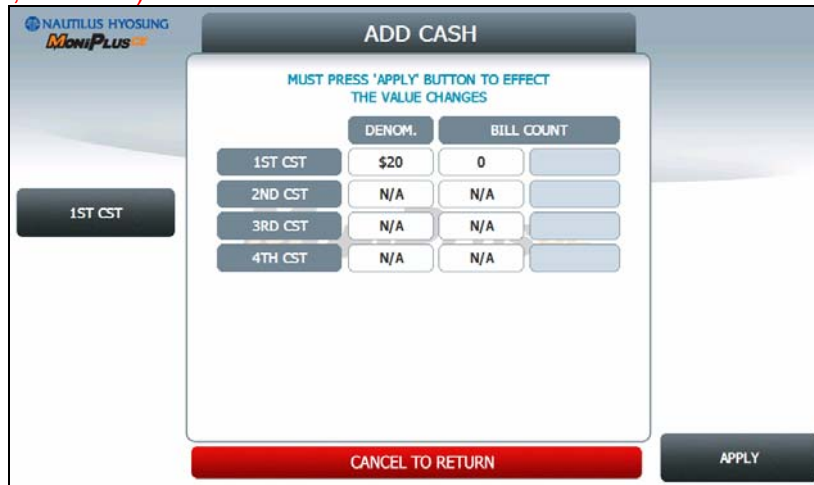 NAUTILUS HYOSUNG
MoniPlus CE
ADD CASH
MUST PRESS 'APPLY' BUTTON TO EFFECT
THE VALUE CHANGES
DENOM. BILL COUNT
1ST CST $20 0
2ND CST N/A N/A
3RD CST N/A N/A
4TH CST N/A N/A
1ST CST
CANCEL TO RETURN
APPLY